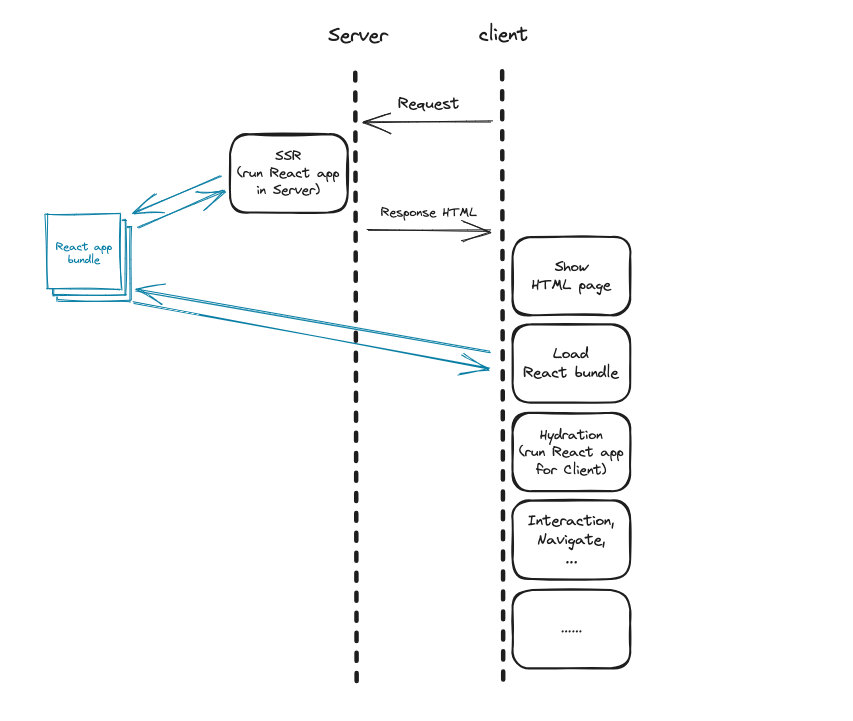 Server
client
Request
SSR
(run React app
in Server)
Response HTML
React app
bundle
Show
HTML page
Load
React bundle
Hydration
(run React app
for Client)
Interaction,
Navigate,
...
......